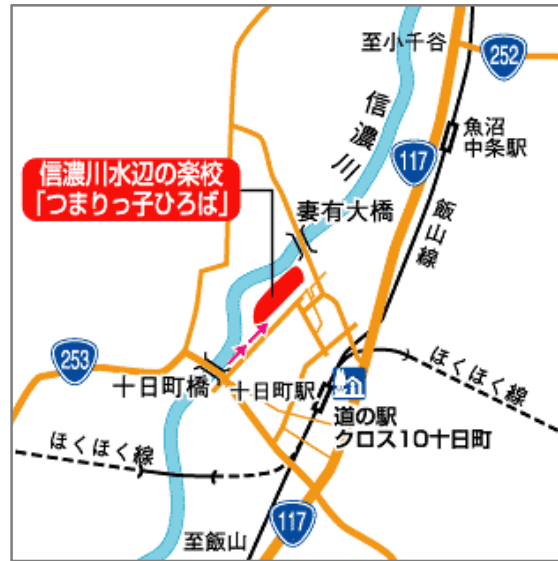 至小千谷
252
信濃川
魚沼
中条駅
117
信濃川水辺の楽校
「つまりっ子ひろば」
妻有大橋
飯山線
253
十日町橋
十日町駅
ほくほく線
道の駅
クロス10十日町
ほくほく線
117
至飯山